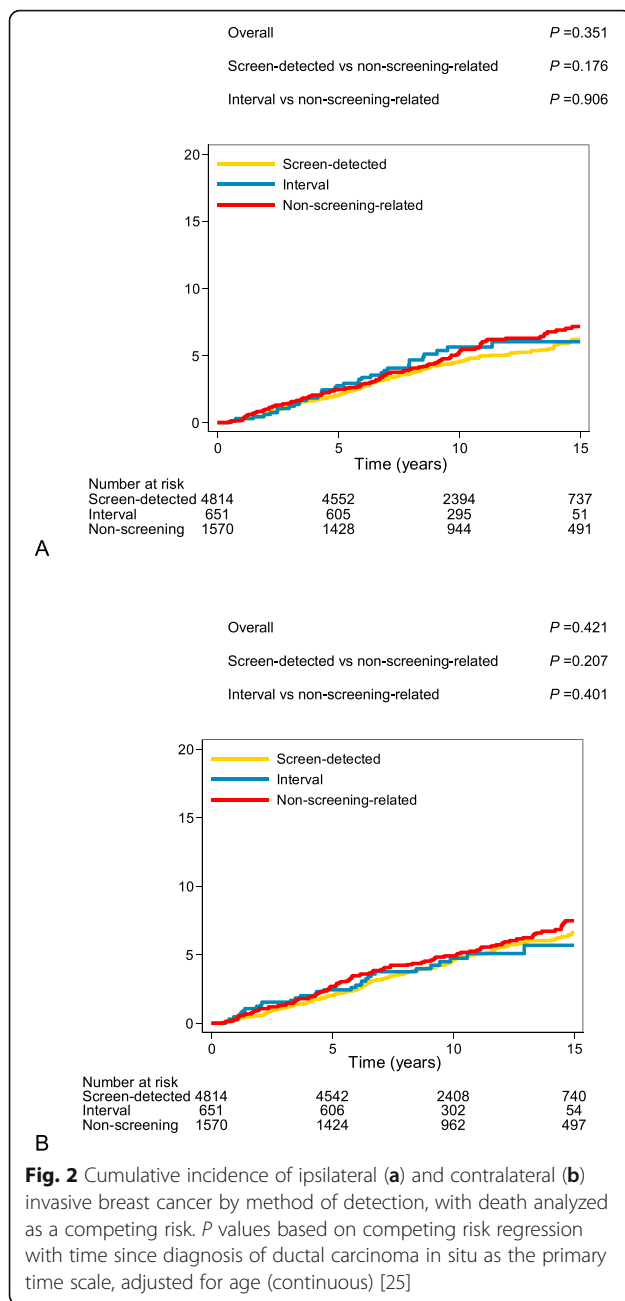 Overall P =0.351
Screen-detected vs non-screening-related P =0.176
Interval vs non-screening-related P =0.906
20
15
10
5
0
Screen-detected
Interval
Non-screening-related
0 5 10 15
Time (years)
Number at risk
Screen-detected 4814 4552 2394 737
Interval 651 605 295 51
Non-screening 1570 1428 944 491
A
Overall P =0.421
Screen-detected vs non-screening-related P =0.207
Interval vs non-screening-related P =0.401
20
15
10
5
0
Screen-detected
Interval
Non-screening-related
0 5 10 15
Time (years)
Number at risk
Screen-detected 4814 4542 2408 740
Interval 651 606 302 54
Non-screening 1570 1424 962 497
B
Fig. 2 Cumulative incidence of ipsilateral (a) and contralateral (b)
invasive breast cancer by method of detection, with death analyzed
as a competing risk. P values based on competing risk regression
with time since diagnosis of ductal carcinoma in situ as the primary
time scale, adjusted for age (continuous) [25]